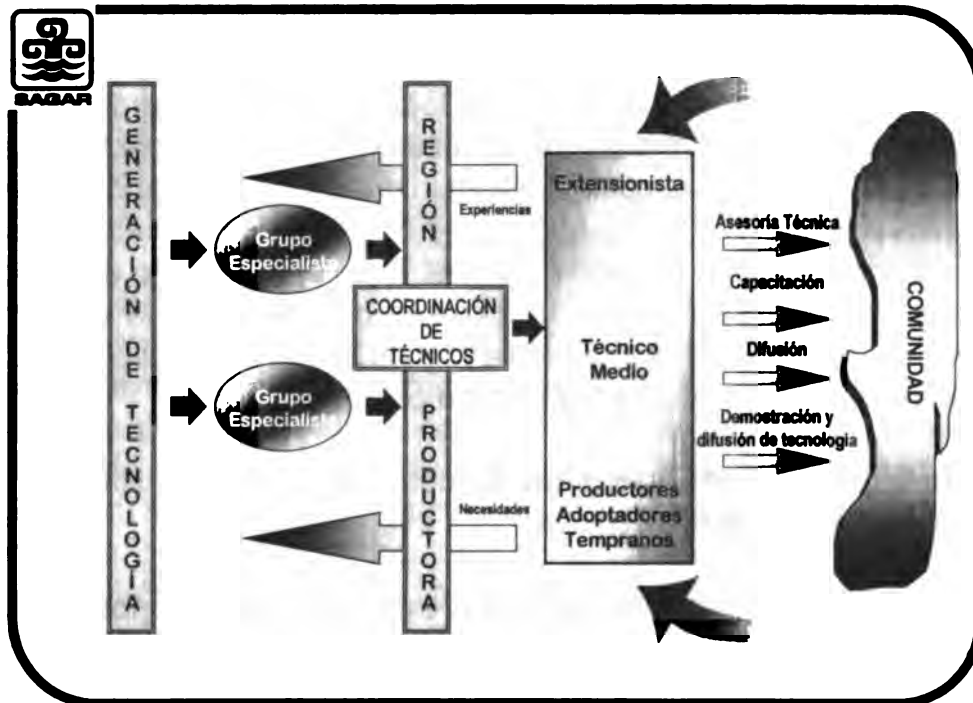 SAGAR
GENERACIÓN DE TECNOLOGÍA
Grupo
Especialista
Grupo
Especialista
REGIÓN
COORDINACIÓN
DE
TÉCNICOS
PRODUCTORA
Experiencias
Necesidades
Extensionista
Técnico
Medio
Productores
Adoptadores
Tempranos
Asesoría Técnica
Capacitación
Difusión
Demostración y
difusión de tecnología
COMUNIDAD